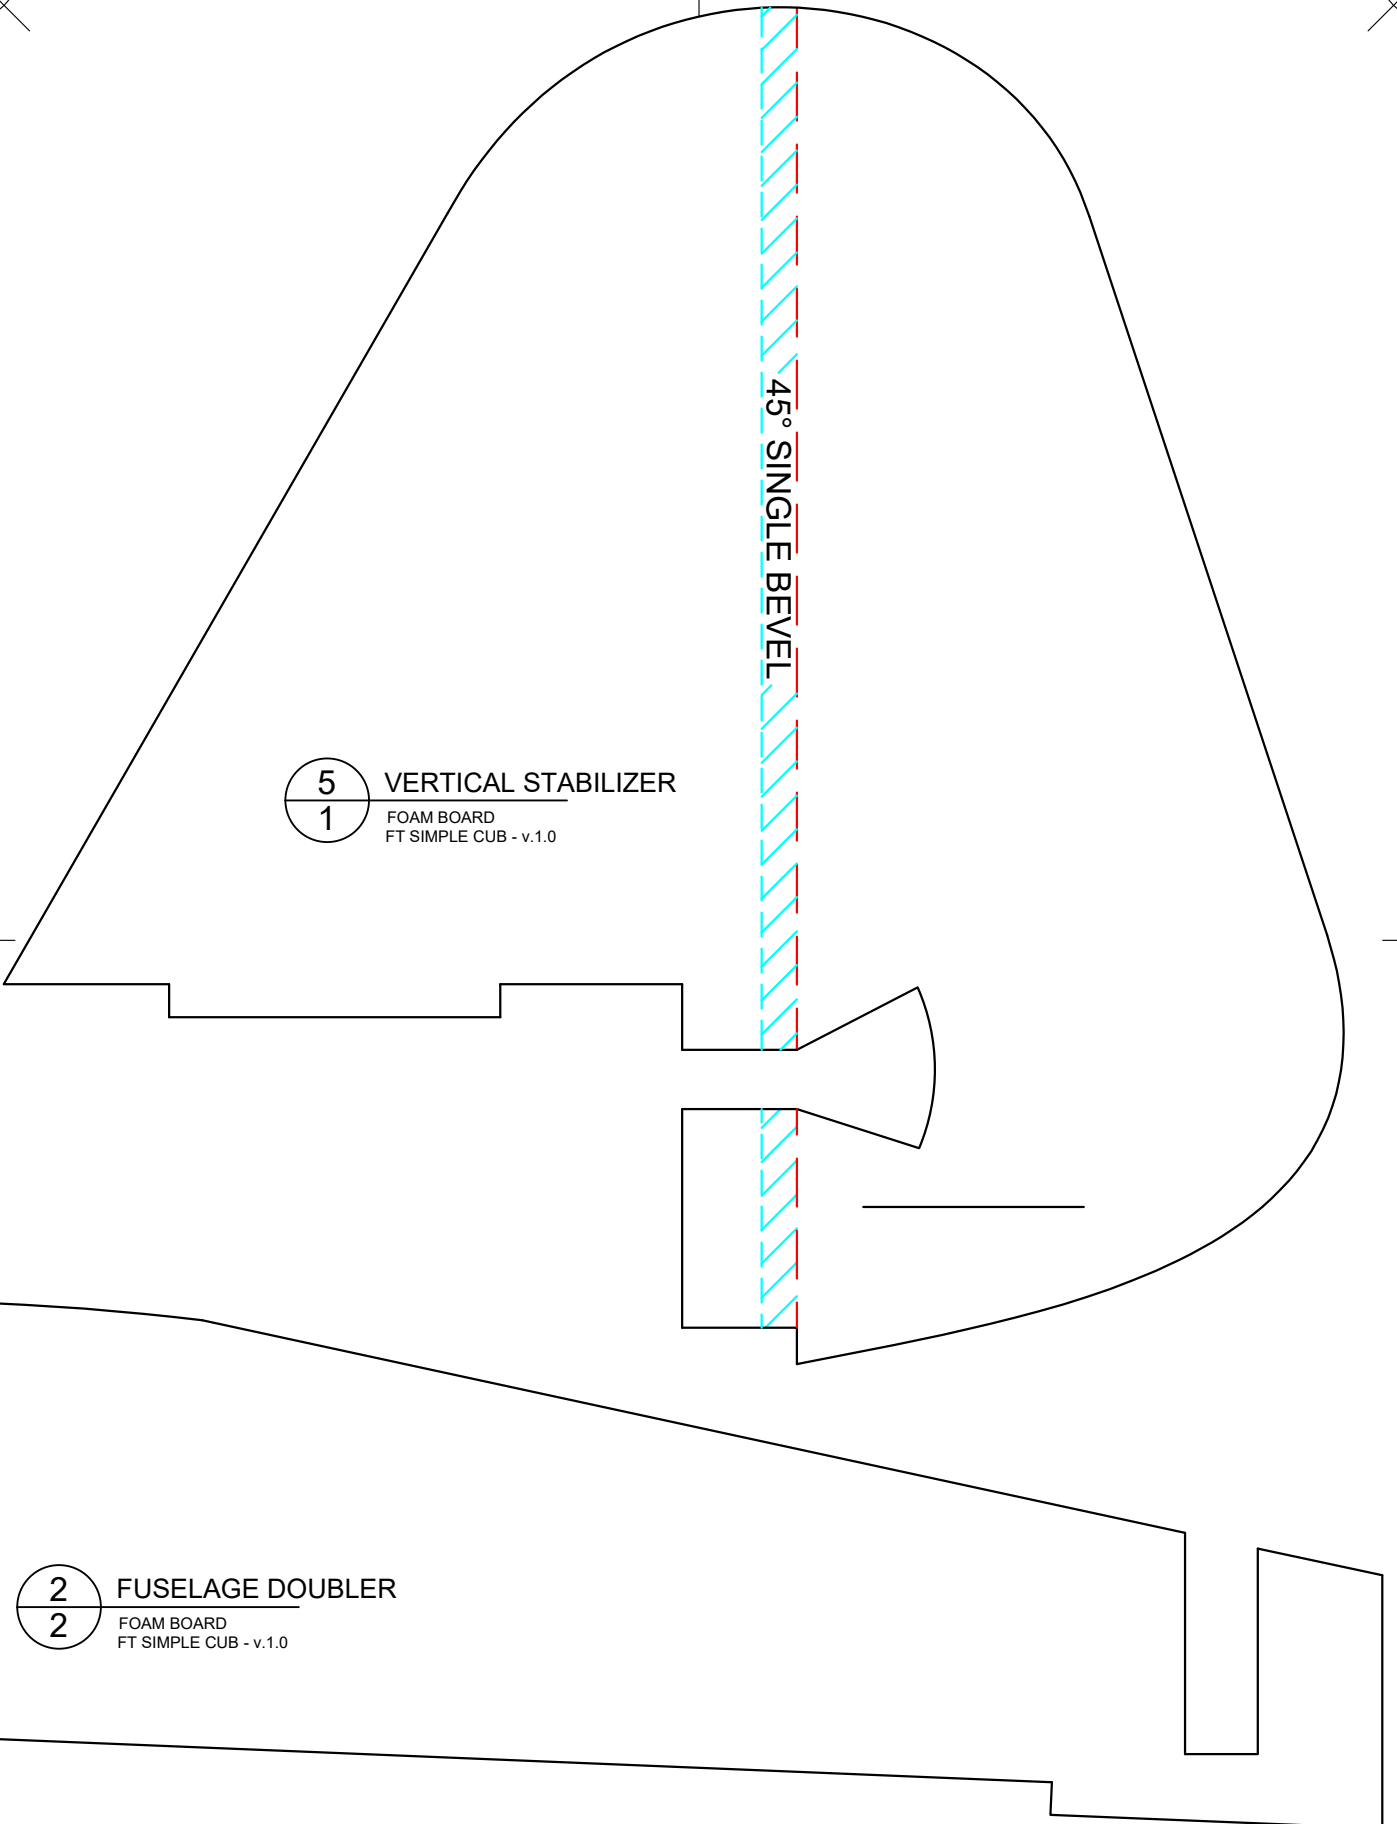 45° SINGLE BEVEL
5
1
VERTICAL STABILIZER
FOAM BOARD
FT SIMPLE CUB - v.1.0
2
2
FUSELAGE DOUBLER
FOAM BOARD
FT SIMPLE CUB - v.1.0